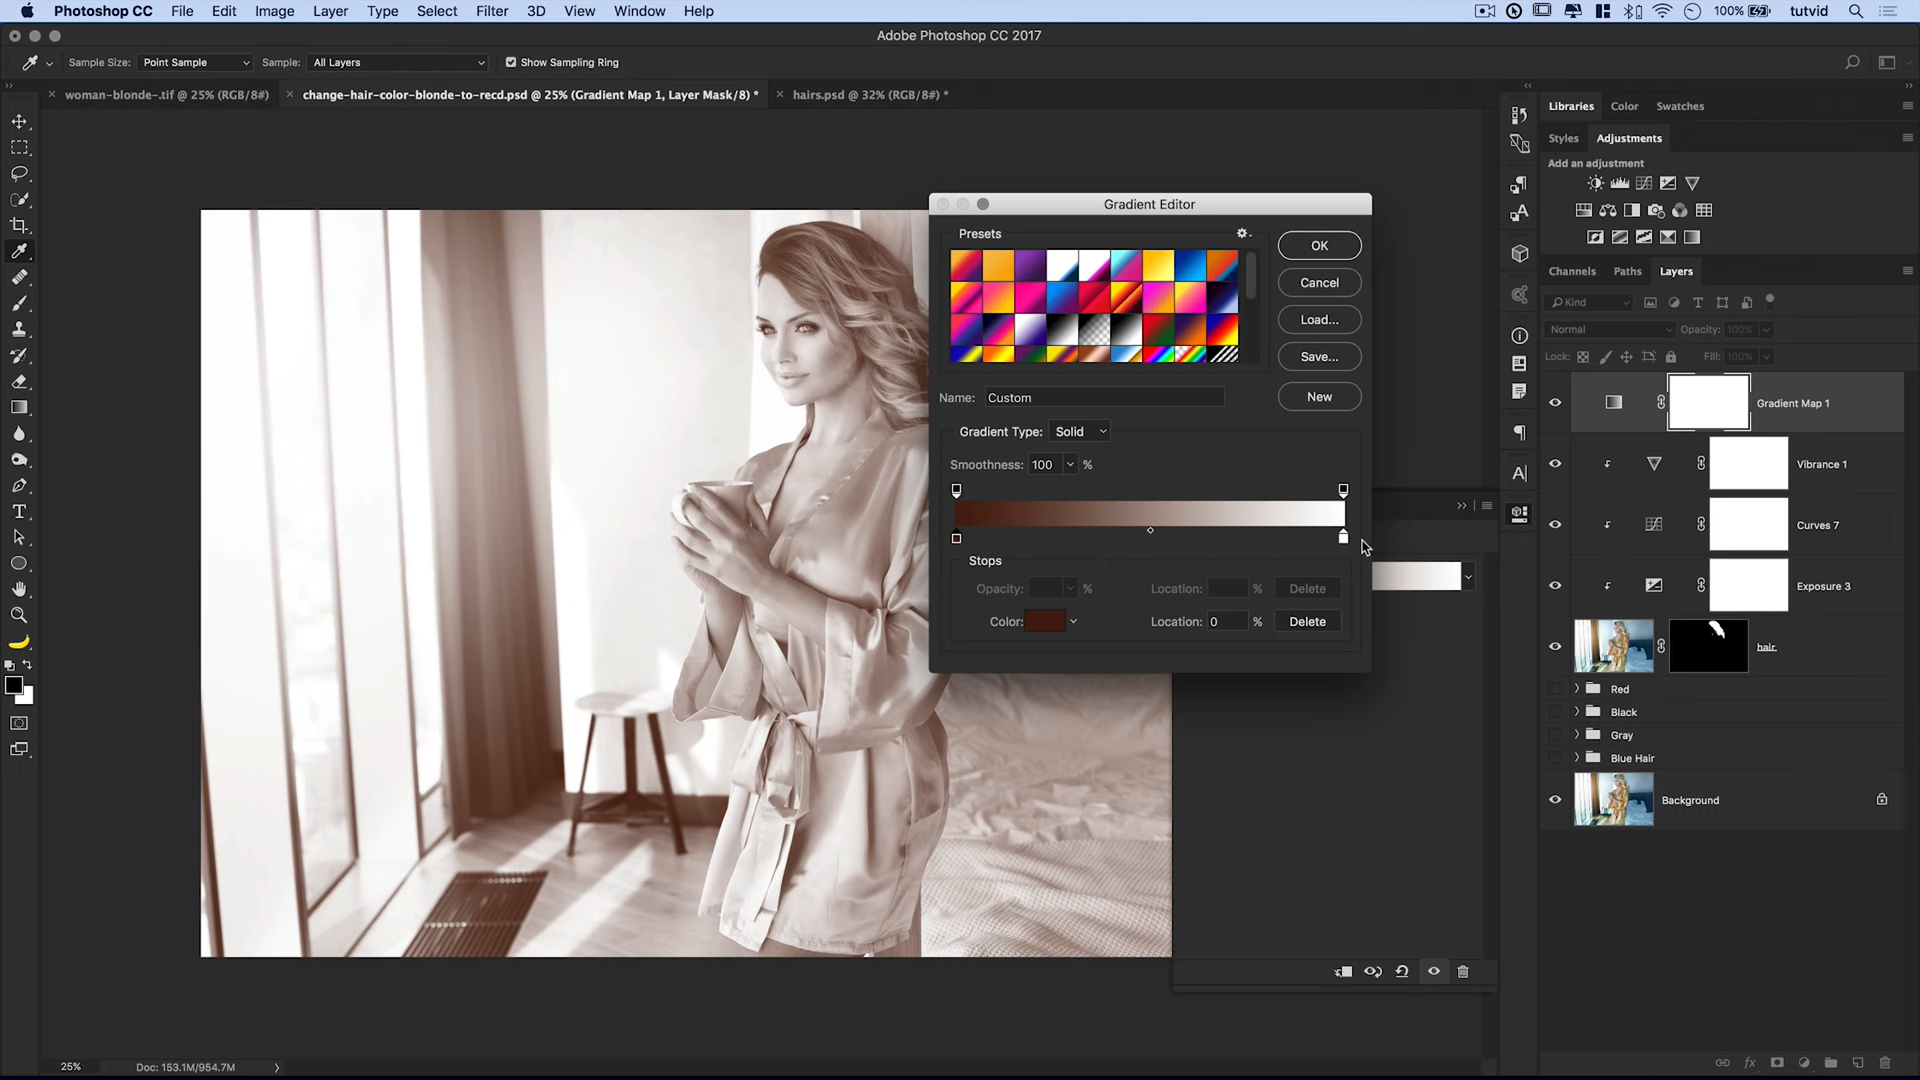 Photoshop CC File Edit Image Layer Type Select Filter 3D View Window Help 100% tutvid
Adobe Photoshop CC 2017
Sample Size: Point Sample Sample: All Layers Show Sampling Ring
woman-blonde-.tif @ 25% (RGB/8#) change-hair-color-blonde-to-recd.psd @ 25% (Gradient Map 1, Layer Mask/8) * hairs.psd @ 32% (RGB/8#) *
Libraries Color Swatches
Styles Adjustments
Add an adjustment
Gradient Editor
Presets
OK
Cancel
Load...
Save...
Name: Custom
New
Gradient Type: Solid
Smoothness: 100 %
Stops
Opacity: % Location: % Delete
Color: Location: 0 % Delete
Channels Paths Layers
Kind
Normal Opacity: 100%
Lock: Fill: 100%
Gradient Map 1
Vibrance 1
Curves 7
Exposure 3
hair
Red
Black
Gray
Blue Hair
Background
25% Doc: 153.1M/954.7M